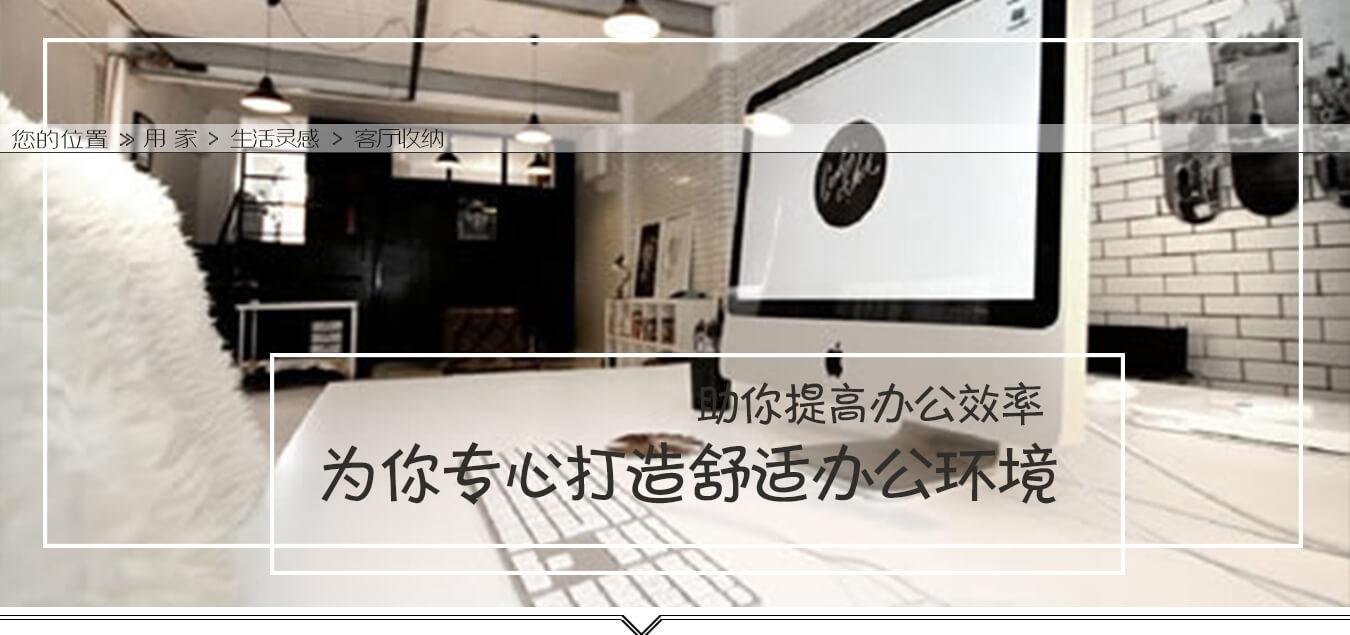 您的位置 » 用 家 > 生活灵感 > 客厅收纳
助你提高办公效率
为你专心打造舒适办公环境